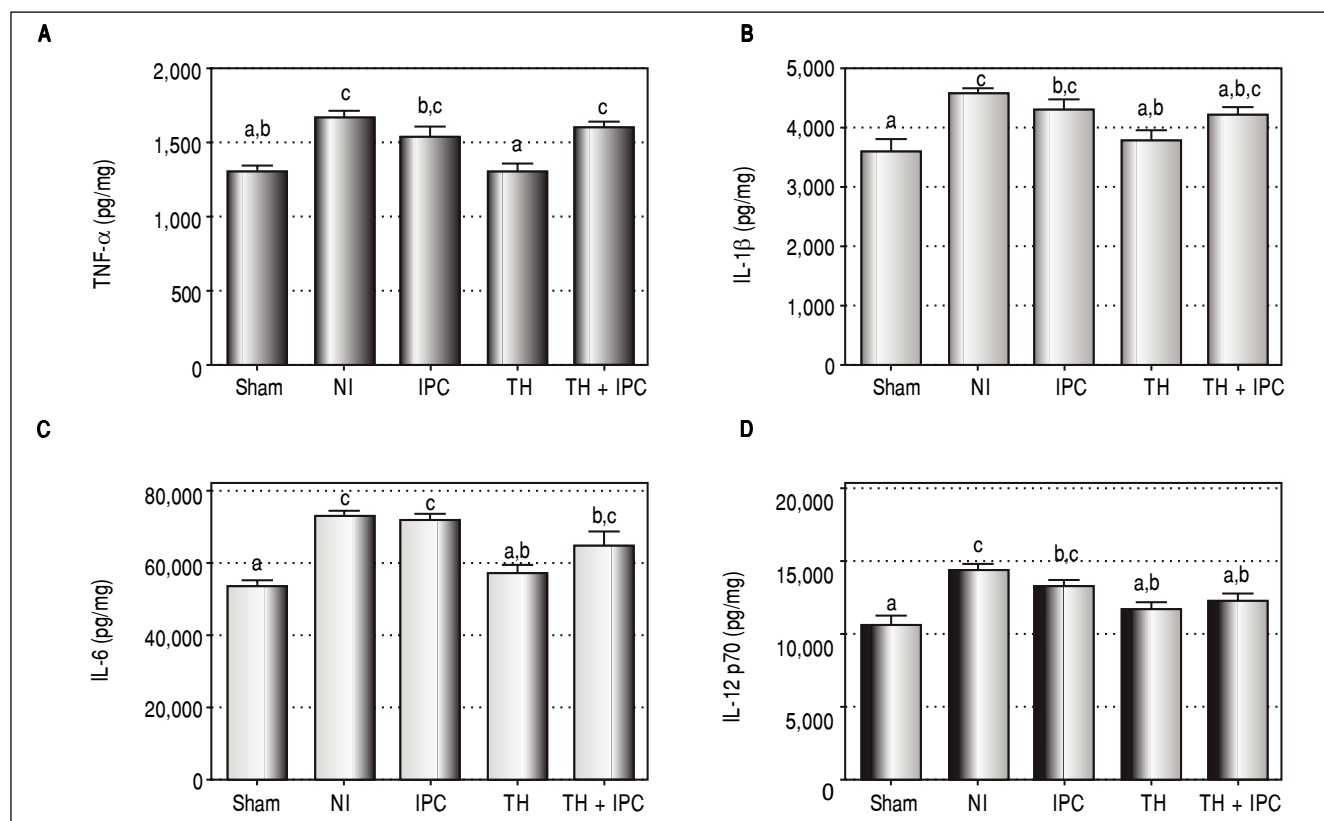 A
TNF-α (pg/mg)
2,000
1,500
1,000
500
0
a,b
c
b,c
a
c
Sham NI IPC TH TH + IPC
B
IL-1β (pg/mg)
5,000
4,000
3,000
2,000
1,000
0
a
c
b,c
a,b
a,b,c
Sham NI IPC TH TH + IPC
C
IL-6 (pg/mg)
80,000
60,000
40,000
20,000
0
a
c
c
a,b
b,c
Sham NI IPC TH TH + IPC
D
IL-12 p70 (pg/mg)
20,000
15,000
10,000
5,000
0
a
c
b,c
a,b
a,b
Sham NI IPC TH TH + IPC